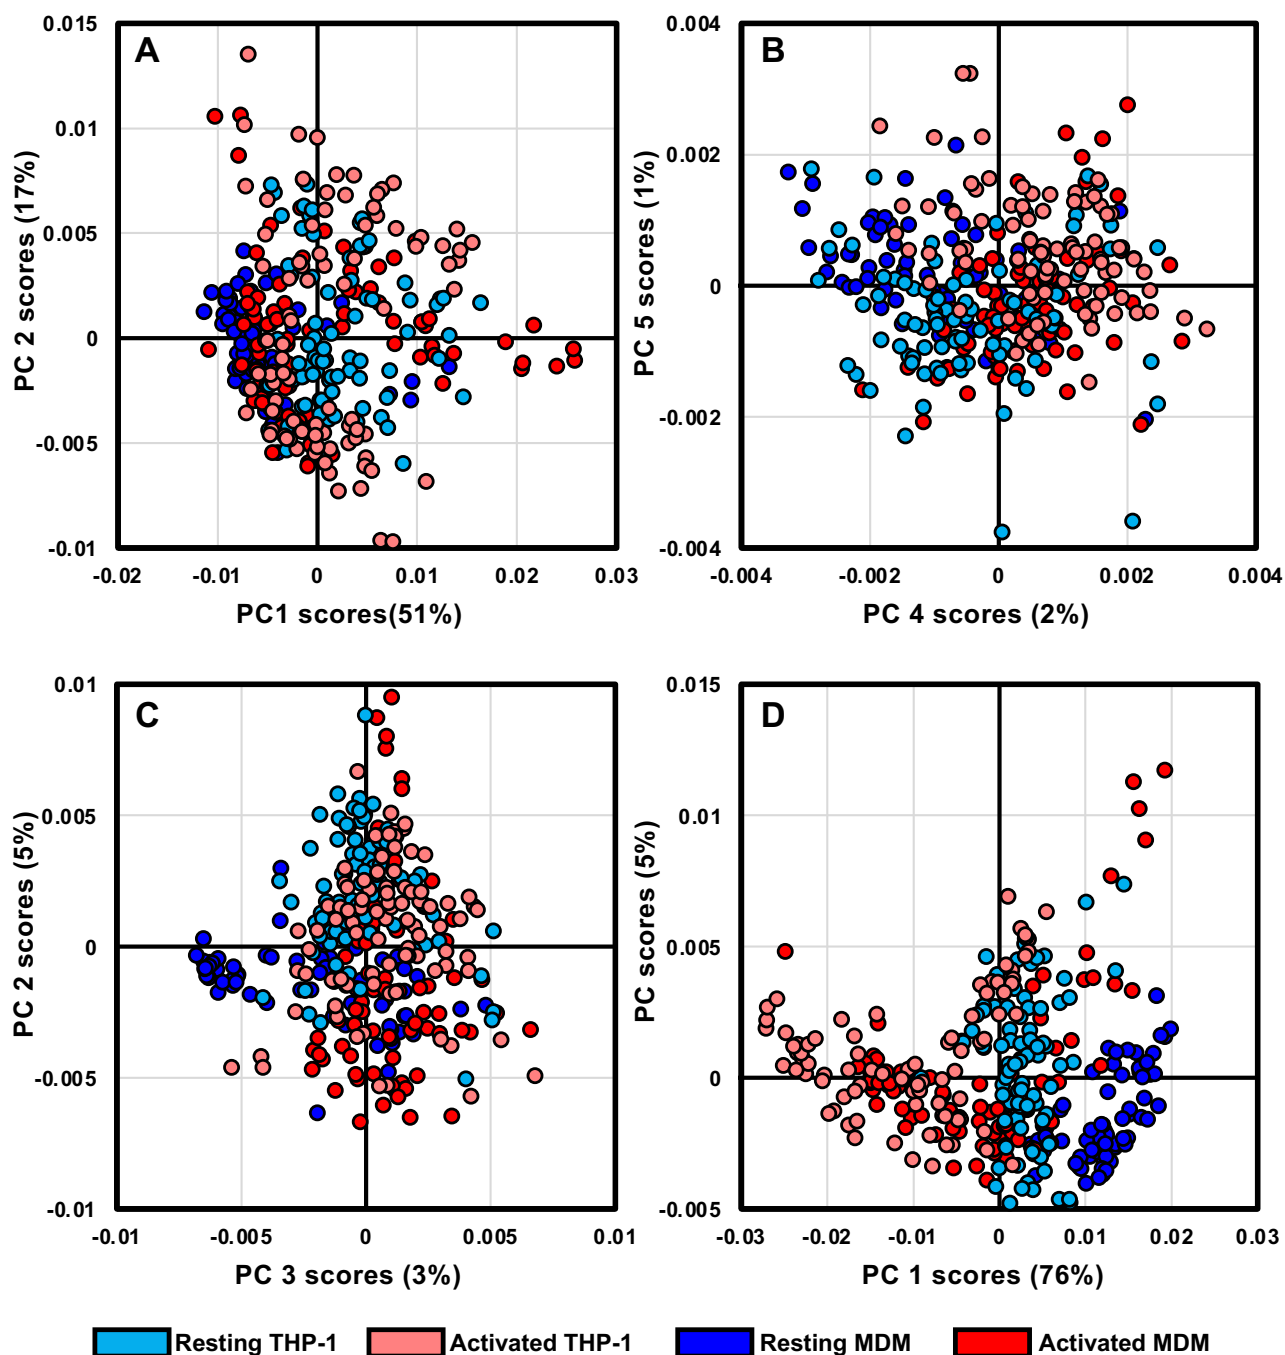 A
0.015
0.01
0.005
0
-0.005
-0.01
PC 2 scores (17%)
-0.02 -0.01 0 0.01 0.02 0.03
PC1 scores(51%)
B
0.004
0.002
0
-0.002
-0.004
PC 5 scores (1%)
-0.004 -0.002 0 0.002 0.004
PC 4 scores (2%)
C
0.01
0.005
0
-0.005
-0.01
PC 2 scores (5%)
-0.01 -0.005 0 0.005 0.01
PC 3 scores (3%)
D
0.015
0.01
0.005
0
-0.005
PC scores (5%)
-0.03 -0.02 -0.01 0 0.01 0.02 0.03
PC 1 scores (76%)
Resting THP-1 Activated THP-1 Resting MDM Activated MDM